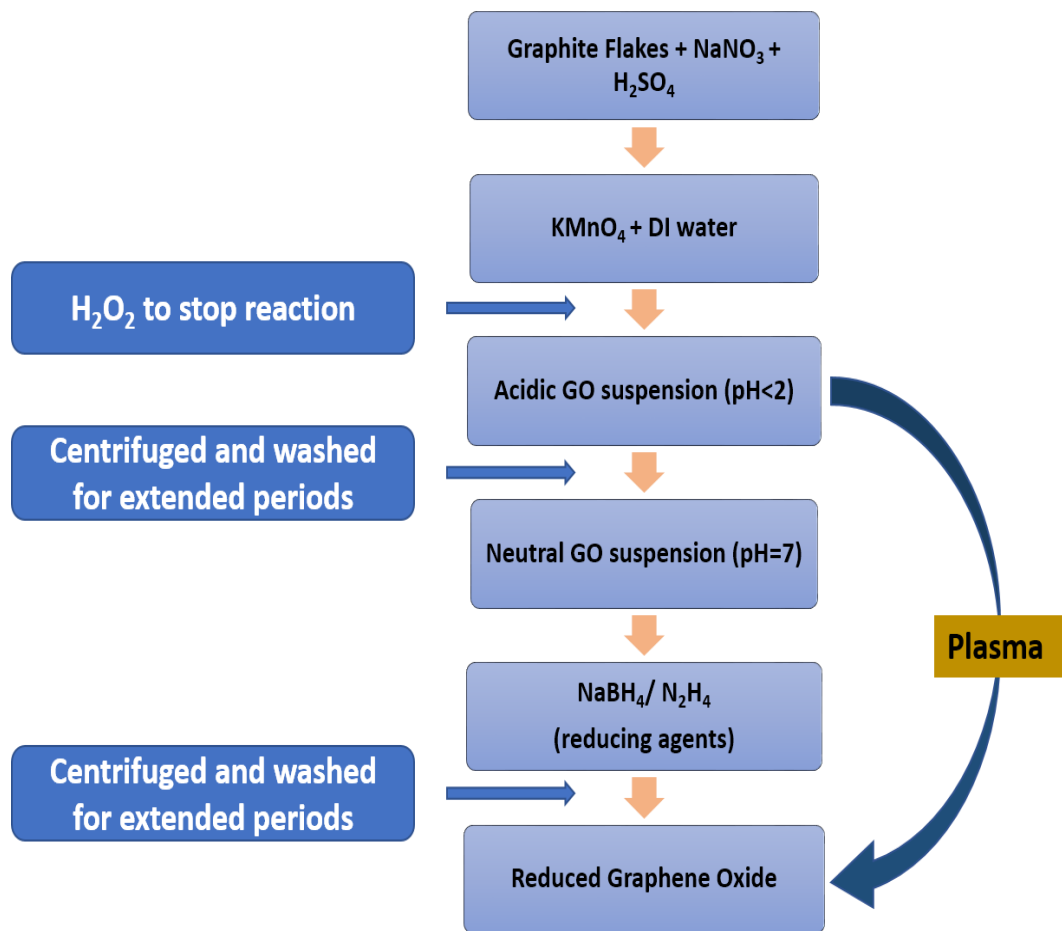 Graphite Flakes + NaNO₃ +
H₂SO₄
KMnO₄ + DI water
H₂O₂ to stop reaction
Acidic GO suspension (pH<2)
Centrifuged and washed
for extended periods
Neutral GO suspension (pH=7)
Plasma
NaBH₄/ N₂H₄
(reducing agents)
Centrifuged and washed
for extended periods
Reduced Graphene Oxide